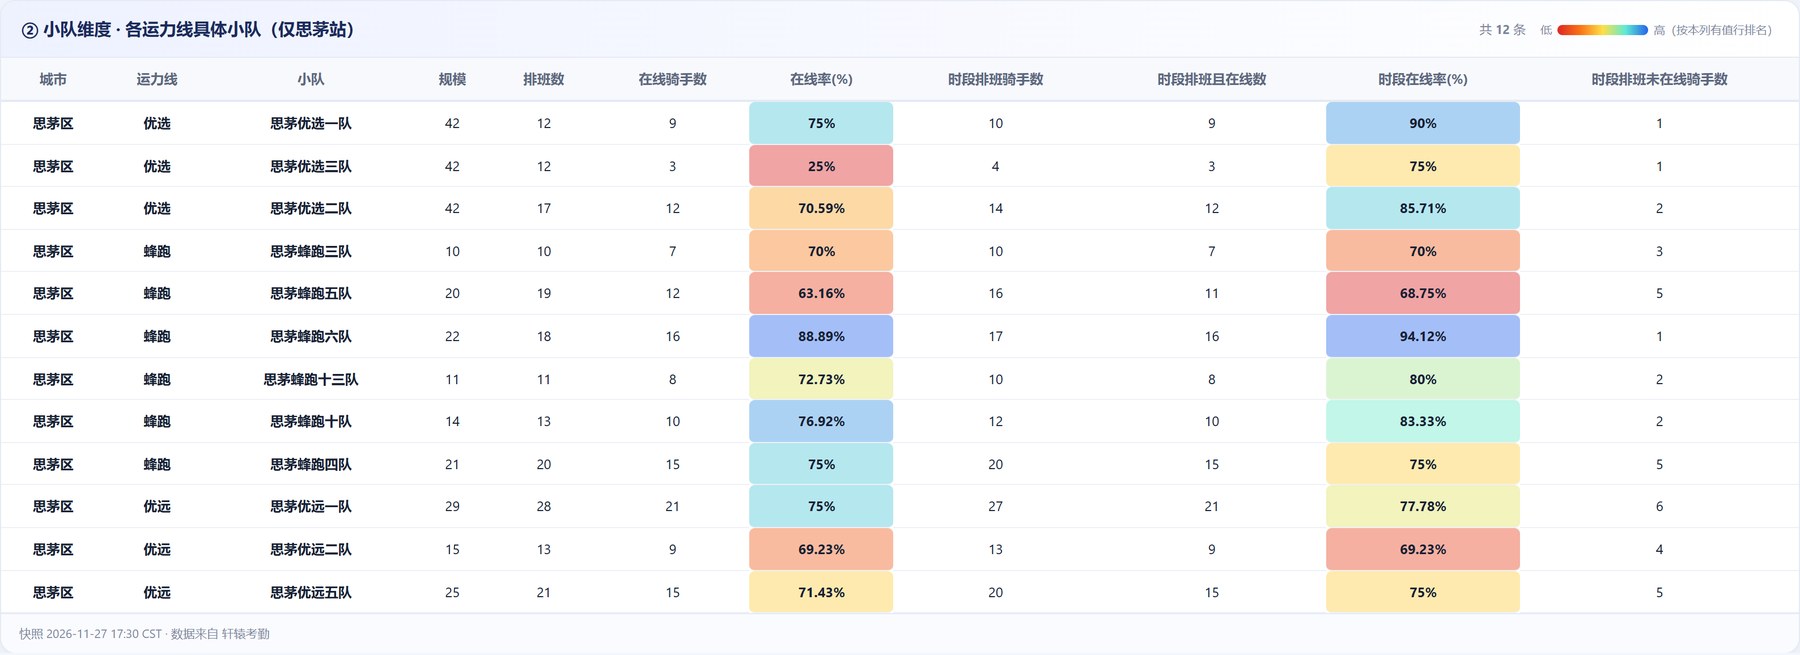 ② 小队维度 · 各运力线具体小队（仅思茅站）
共 12 条 低 高 (按本列有值行排名)
城市 运力线 小队 规模 排班数 在线骑手数 在线率(%) 时段排班骑手数 时段排班且在线数 时段在线率(%) 时段排班未在线骑手数
思茅区 优选 思茅优选一队 42 12 9 75% 10 9 90% 1
思茅区 优选 思茅优选三队 42 12 3 25% 4 3 75% 1
思茅区 优选 思茅优选二队 42 17 12 70.59% 14 12 85.71% 2
思茅区 蜂跑 思茅蜂跑三队 10 10 7 70% 10 7 70% 3
思茅区 蜂跑 思茅蜂跑五队 20 19 12 63.16% 16 11 68.75% 5
思茅区 蜂跑 思茅蜂跑六队 22 18 16 88.89% 17 16 94.12% 1
思茅区 蜂跑 思茅蜂跑十三队 11 11 8 72.73% 10 8 80% 2
思茅区 蜂跑 思茅蜂跑十队 14 13 10 76.92% 12 10 83.33% 2
思茅区 蜂跑 思茅蜂跑四队 21 20 15 75% 20 15 75% 5
思茅区 优远 思茅优远一队 29 28 21 75% 27 21 77.78% 6
思茅区 优远 思茅优远二队 15 13 9 69.23% 13 9 69.23% 4
思茅区 优远 思茅优远五队 25 21 15 71.43% 20 15 75% 5
快照 2026-11-27 17:30 CST · 数据来自 轩辕考勤